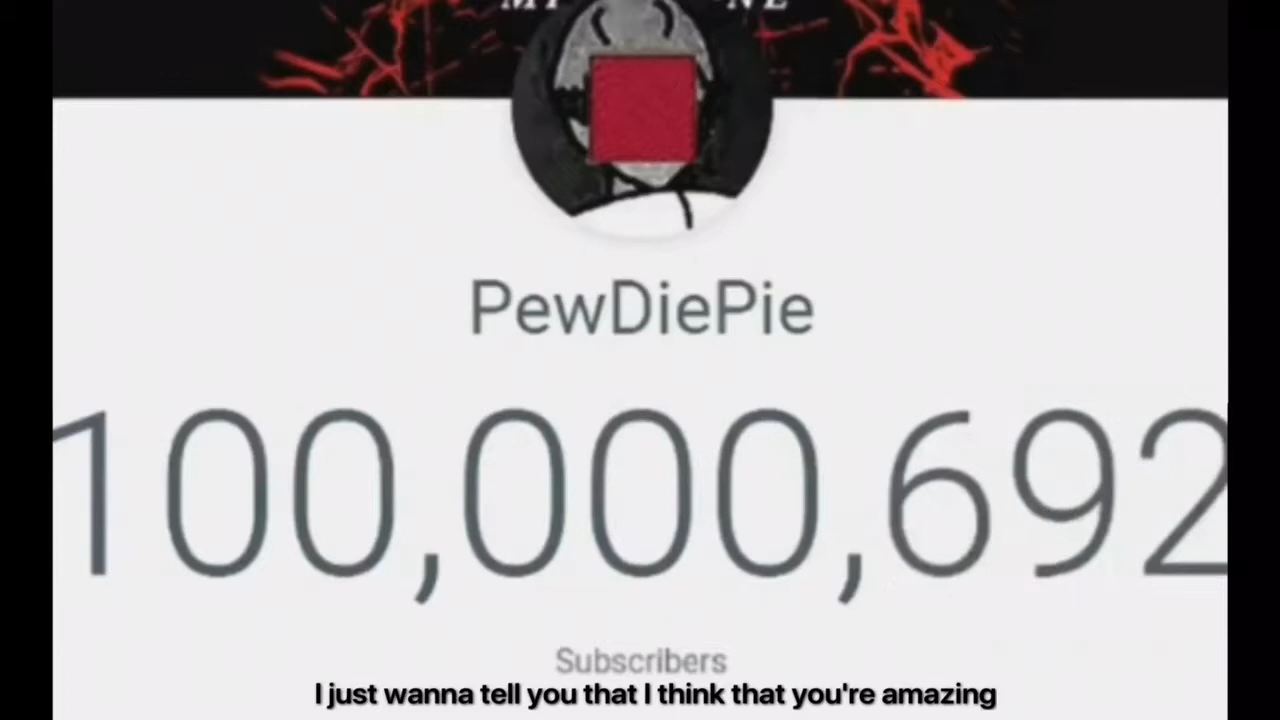 PewDiePie
100,000,692
Subscribers
I just wanna tell you that I think that you're amazing